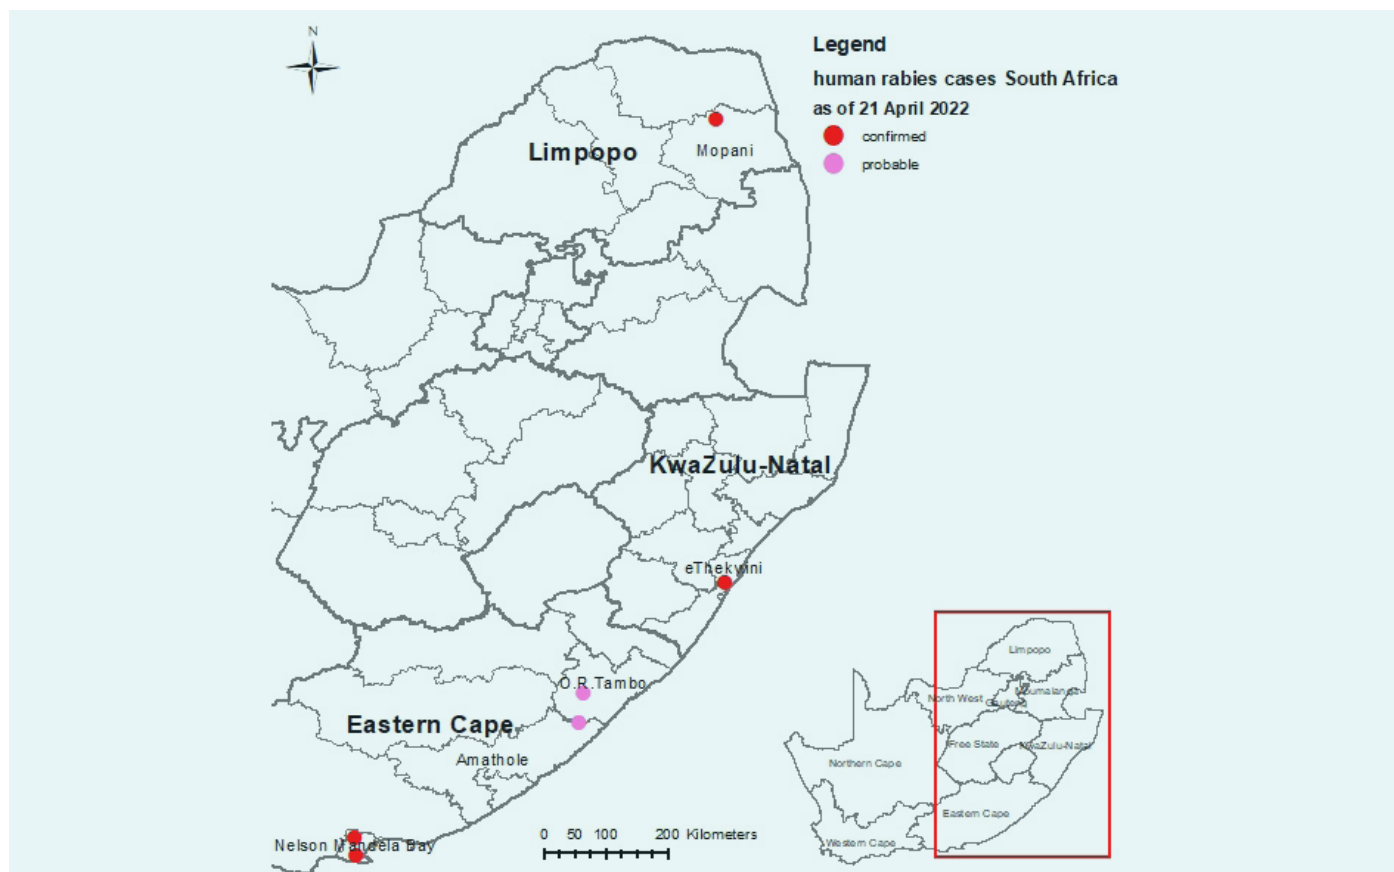 N
Legend
human rabies cases South Africa
as of 21 April 2022
confirmed
probable
Limpopo
Mopani
KwaZulu-Natal
eThekwini
O.R.Tambo
Eastern Cape
Amathole
Nelson Mandela Bay
0 50 100 200 Kilometers
Limpopo
North West
Mpumalanga
Gauteng
Free State
KwaZulu-Natal
Northern Cape
Eastern Cape
Western Cape